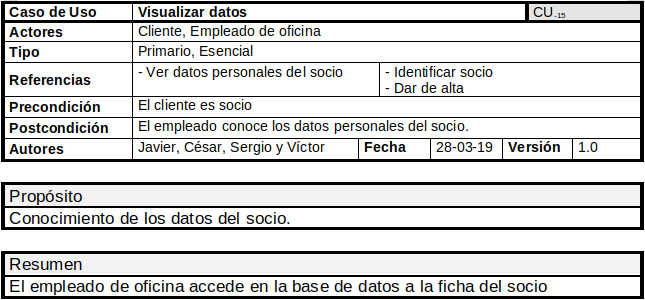 Caso de Uso Visualizar datos CU-15
Actores Cliente, Empleado de oficina
Tipo Primario, Esencial
Referencias - Ver datos personales del socio - Identificar socio
- Dar de alta
Precondición El cliente es socio
Postcondición El empleado conoce los datos personales del socio.
Autores Javier, César, Sergio y Víctor Fecha 28-03-19 Versión 1.0
Propósito
Conocimiento de los datos del socio.
Resumen
El empleado de oficina accede en la base de datos a la ficha del socio